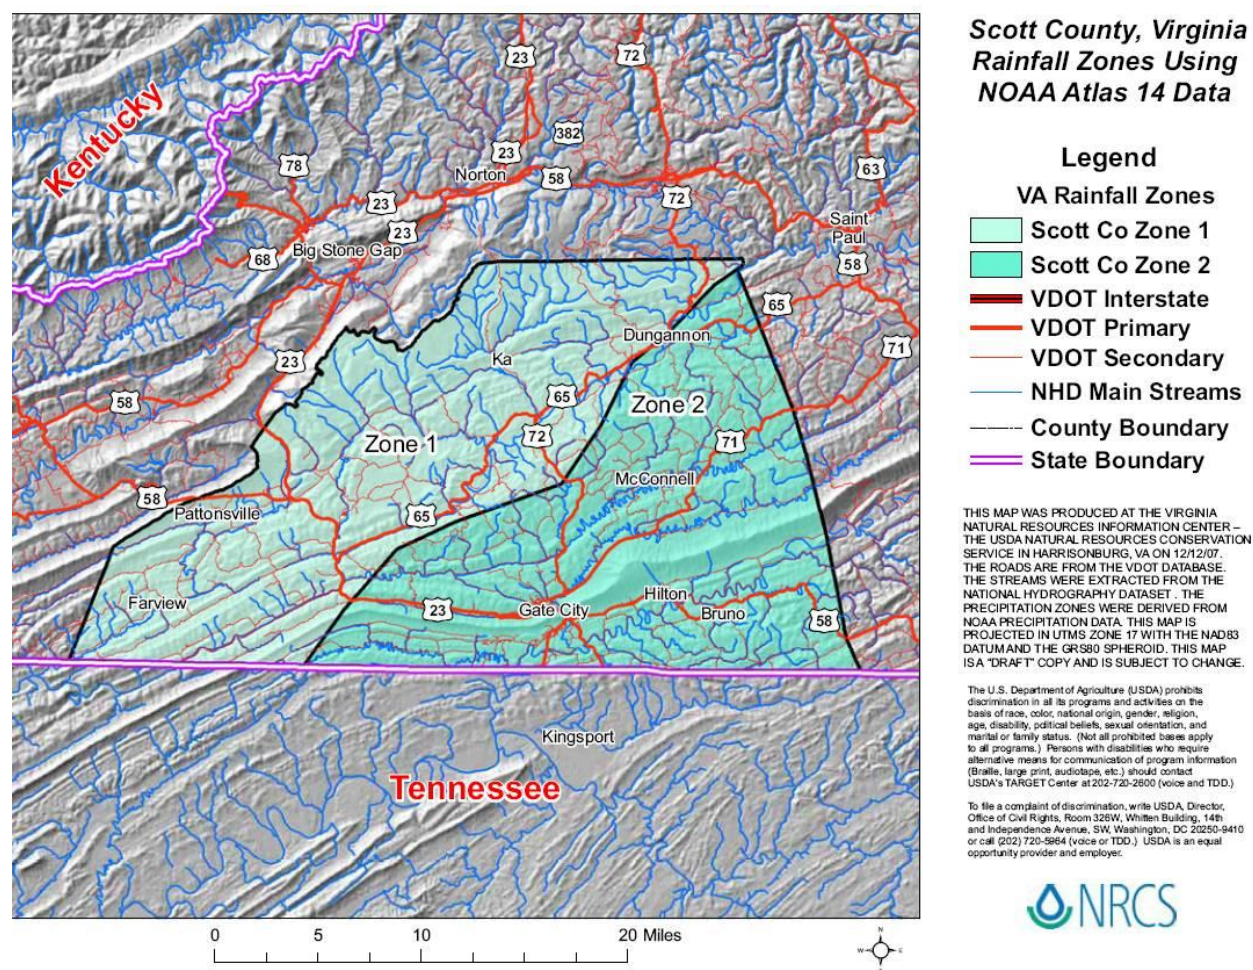 Scott County, Virginia
Rainfall Zones Using
NOAA Atlas 14 Data
Legend
VA Rainfall Zones
Scott Co Zone 1
Scott Co Zone 2
VDOT Interstate
VDOT Primary
VDOT Secondary
NHD Main Streams
County Boundary
State Boundary
THIS MAP WAS PRODUCED AT THE VIRGINIA
NATURAL RESOURCES INFORMATION CENTER –
THE USDA NATURAL RESOURCES CONSERVATION
SERVICE IN HARRISONBURG, VA ON 12/12/07.
THE ROADS ARE FROM THE VDOT DATABASE.
THE STREAMS WERE EXTRACTED FROM THE
NATIONAL HYDROGRAPHY DATASET . THE
PRECIPITATION ZONES WERE DERIVED FROM
NOAA PRECIPITATION DATA. THIS MAP IS
PROJECTED IN UTMS ZONE 17 WITH THE NAD83
DATUM AND THE GRS80 SPHEROID. THIS MAP
IS A "DRAFT" COPY AND IS SUBJECT TO CHANGE.
The U.S. Department of Agriculture (USDA) prohibits
discrimination in all its programs and activities on the
basis of race, color, national origin, gender, religion,
age, disability, political beliefs, sexual orientation, and
marital or family status. (Not all prohibited bases apply
to all programs.) Persons with disabilities who require
alternative means for communication of program information
(Braille, large print, audiotape, etc.) should contact
USDA's TARGET Center at 202-720-2600 (voice and TDD.)
To file a complaint of discrimination, write USDA, Director,
Office of Civil Rights, Room 326W, Whitten Building, 14th
and Independence Avenue, SW, Washington, DC 20250-9410
or call (202) 720-5964 (voice or TDD.) USDA is an equal
opportunity provider and employer.
NRCS
Kentucky
23
72
382
23
78
Norton
58
63
72
23
23
Saint
Paul
Big Stone Gap
68
58
65
Dungannon
71
23
Ka
58
65
Zone 2
72
Zone 1
71
McConnell
58
Pattonsville
65
Farview
23
Gate City
Hilton
Bruno
58
Kingsport
Tennessee
0 5 10 20 Miles
N
W E
S